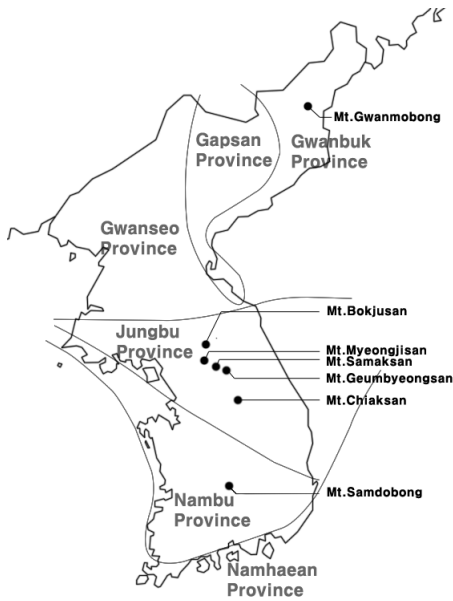 Mt.Gwanmobong
Gapsan
Province
Gwanbuk
Province
Gwanseo
Province
Mt.Bokjusan
Jungbu
Province
Mt.Myeongjisan
Mt.Samaksan
Mt.Geumbyeongsan
Mt.Chiaksan
Mt.Samdobong
Nambu
Province
Namhaean
Province